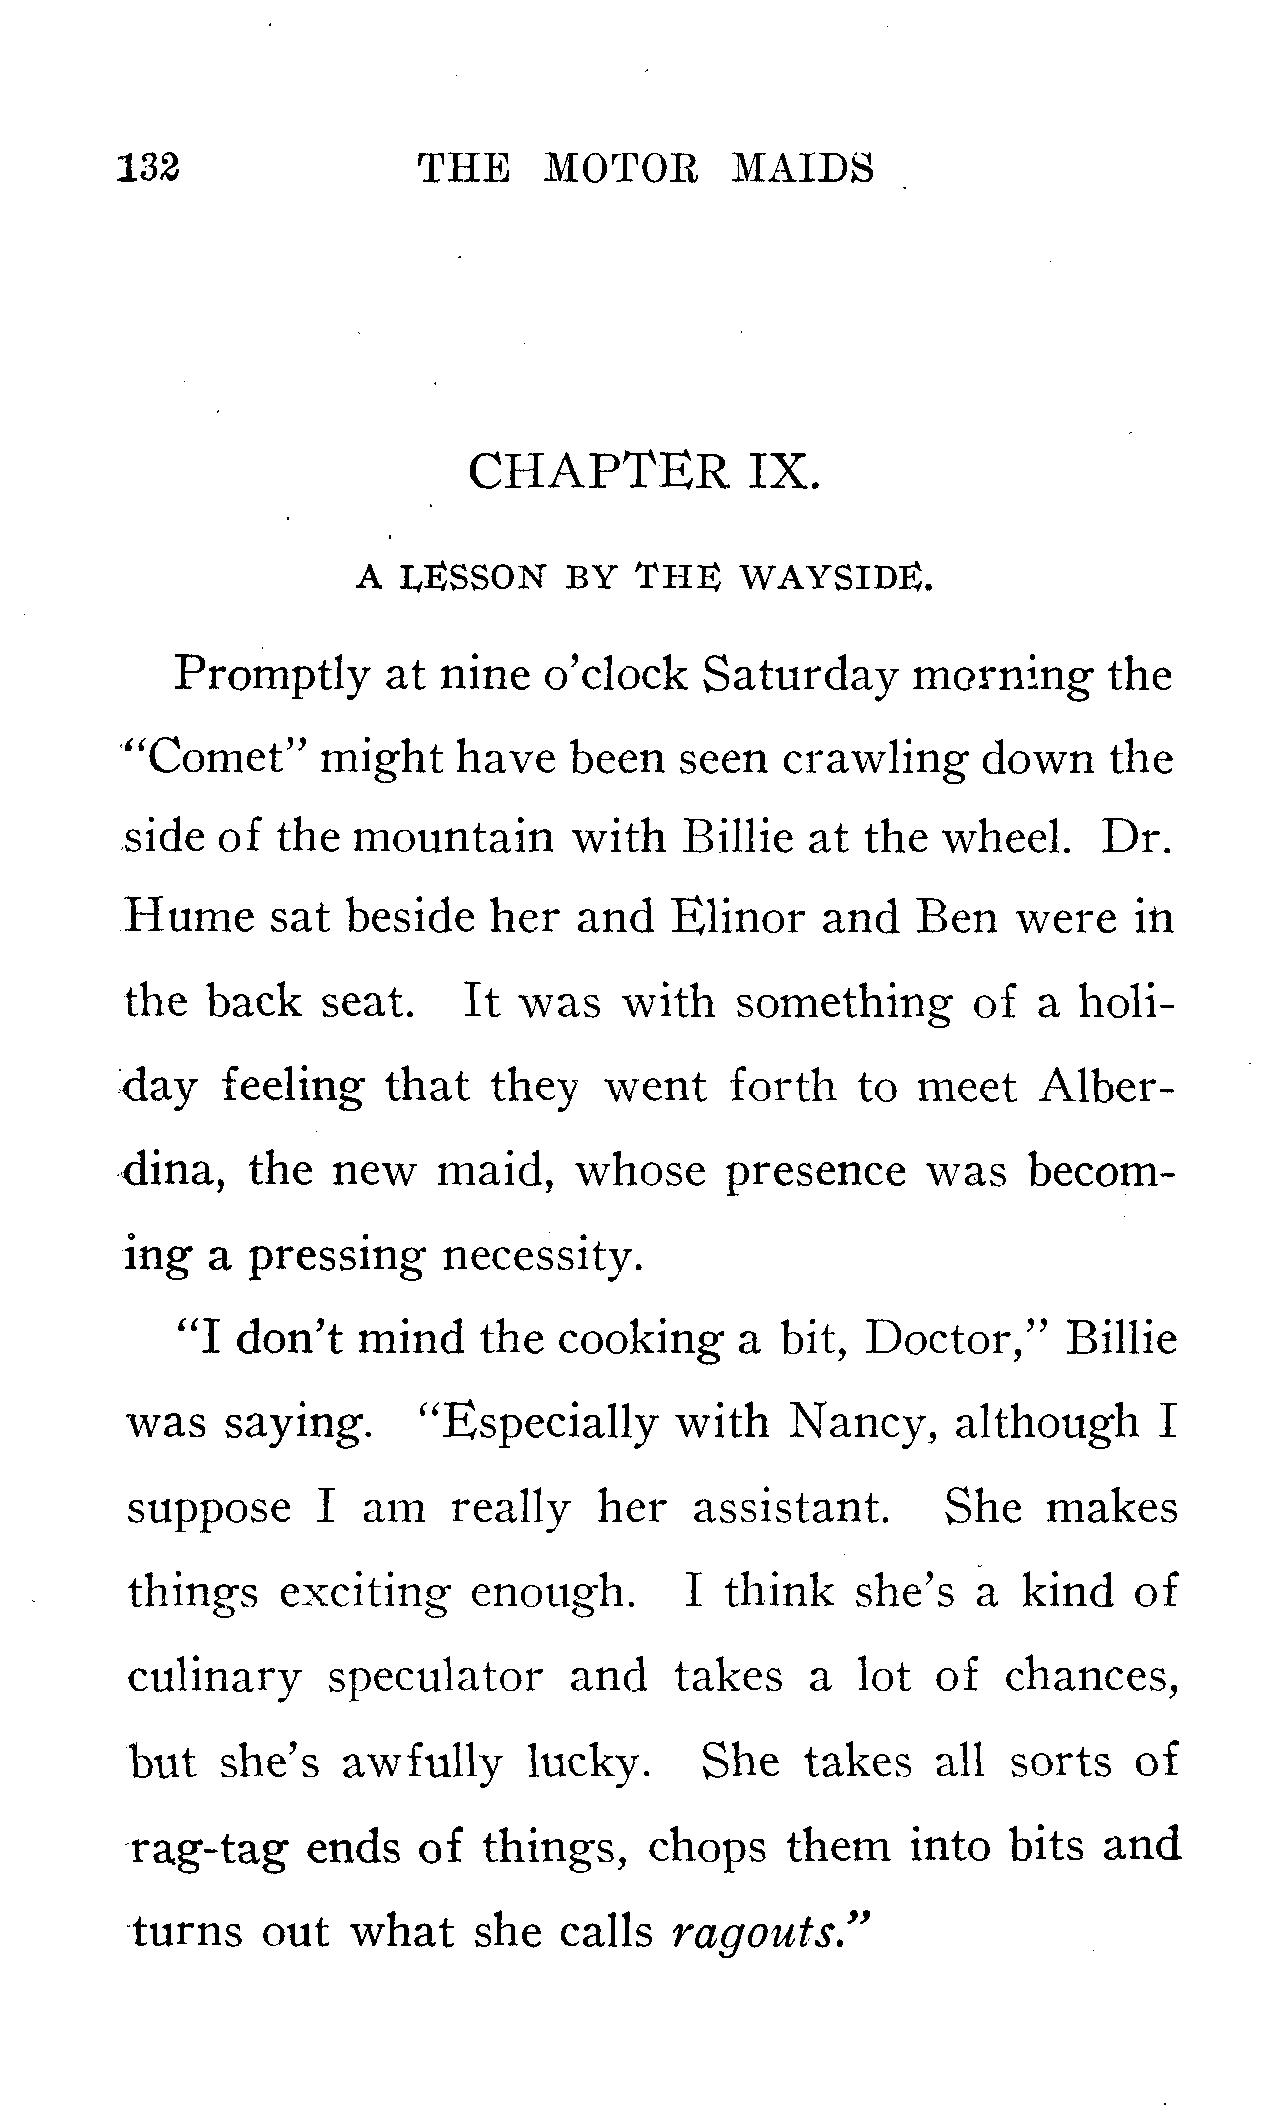 132 THE MOTOR MAIDS
CHAPTER IX.
A LESSON BY THE WAYSIDE.
Promptly at nine o'clock Saturday morning the
"Comet" might have been seen crawling down the
side of the mountain with Billie at the wheel. Dr.
Hume sat beside her and Elinor and Ben were in
the back seat. It was with something of a holi-
day feeling that they went forth to meet Alber-
dina, the new maid, whose presence was becom-
ing a pressing necessity.
"I don't mind the cooking a bit, Doctor," Billie
was saying. "Especially with Nancy, although I
suppose I am really her assistant. She makes
things exciting enough. I think she's a kind of
culinary speculator and takes a lot of chances,
but she's awfully lucky. She takes all sorts of
rag-tag ends of things, chops them into bits and
turns out what she calls ragouts."